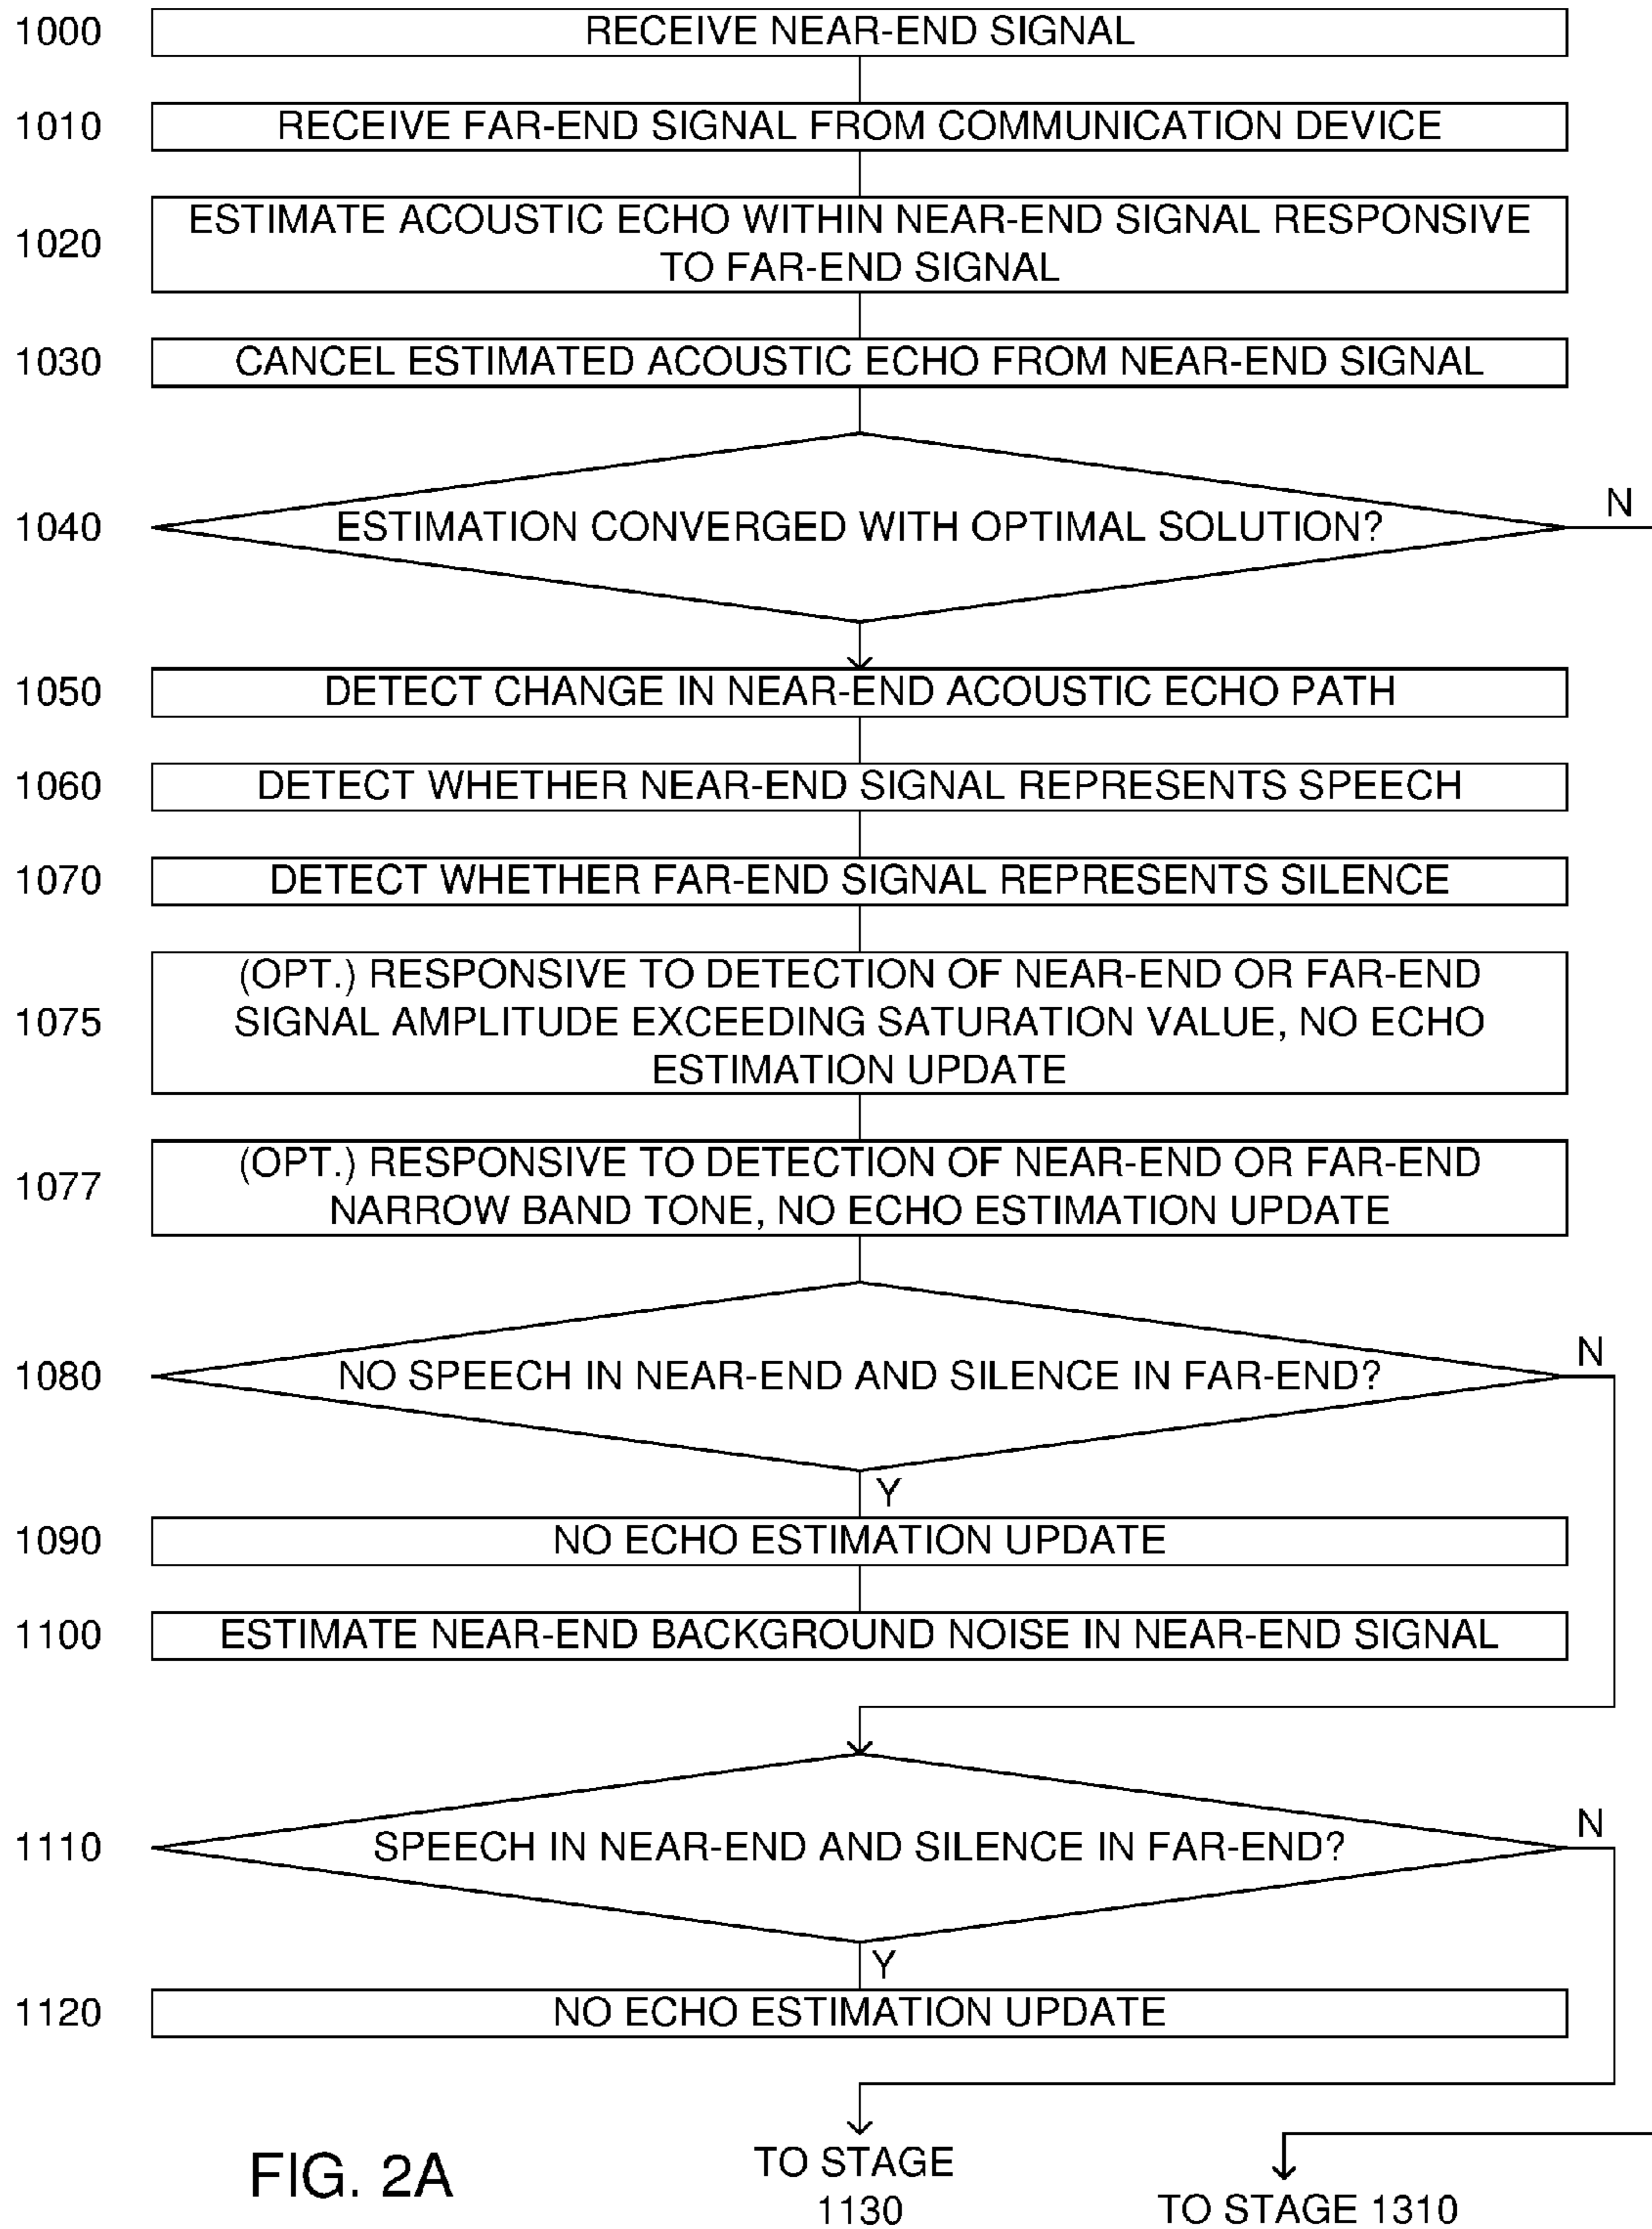 1000 RECEIVE NEAR-END SIGNAL
1010 RECEIVE FAR-END SIGNAL FROM COMMUNICATION DEVICE
1020 ESTIMATE ACOUSTIC ECHO WITHIN NEAR-END SIGNAL RESPONSIVE
TO FAR-END SIGNAL
1030 CANCEL ESTIMATED ACOUSTIC ECHO FROM NEAR-END SIGNAL
N
1040 ESTIMATION CONVERGED WITH OPTIMAL SOLUTION?
1050 DETECT CHANGE IN NEAR-END ACOUSTIC ECHO PATH
1060 DETECT WHETHER NEAR-END SIGNAL REPRESENTS SPEECH
1070 DETECT WHETHER FAR-END SIGNAL REPRESENTS SILENCE
(OPT.) RESPONSIVE TO DETECTION OF NEAR-END OR FAR-END
1075 SIGNAL AMPLITUDE EXCEEDING SATURATION VALUE, NO ECHO
ESTIMATION UPDATE
1077 (OPT.) RESPONSIVE TO DETECTION OF NEAR-END OR FAR-END
NARROW BAND TONE, NO ECHO ESTIMATION UPDATE
N
1080 NO SPEECH IN NEAR-END AND SILENCE IN FAR-END?
Y
1090 NO ECHO ESTIMATION UPDATE
1100 ESTIMATE NEAR-END BACKGROUND NOISE IN NEAR-END SIGNAL
N
1110 SPEECH IN NEAR-END AND SILENCE IN FAR-END?
Y
1120 NO ECHO ESTIMATION UPDATE
FIG. 2A
TO STAGE
1130
TO STAGE 1310